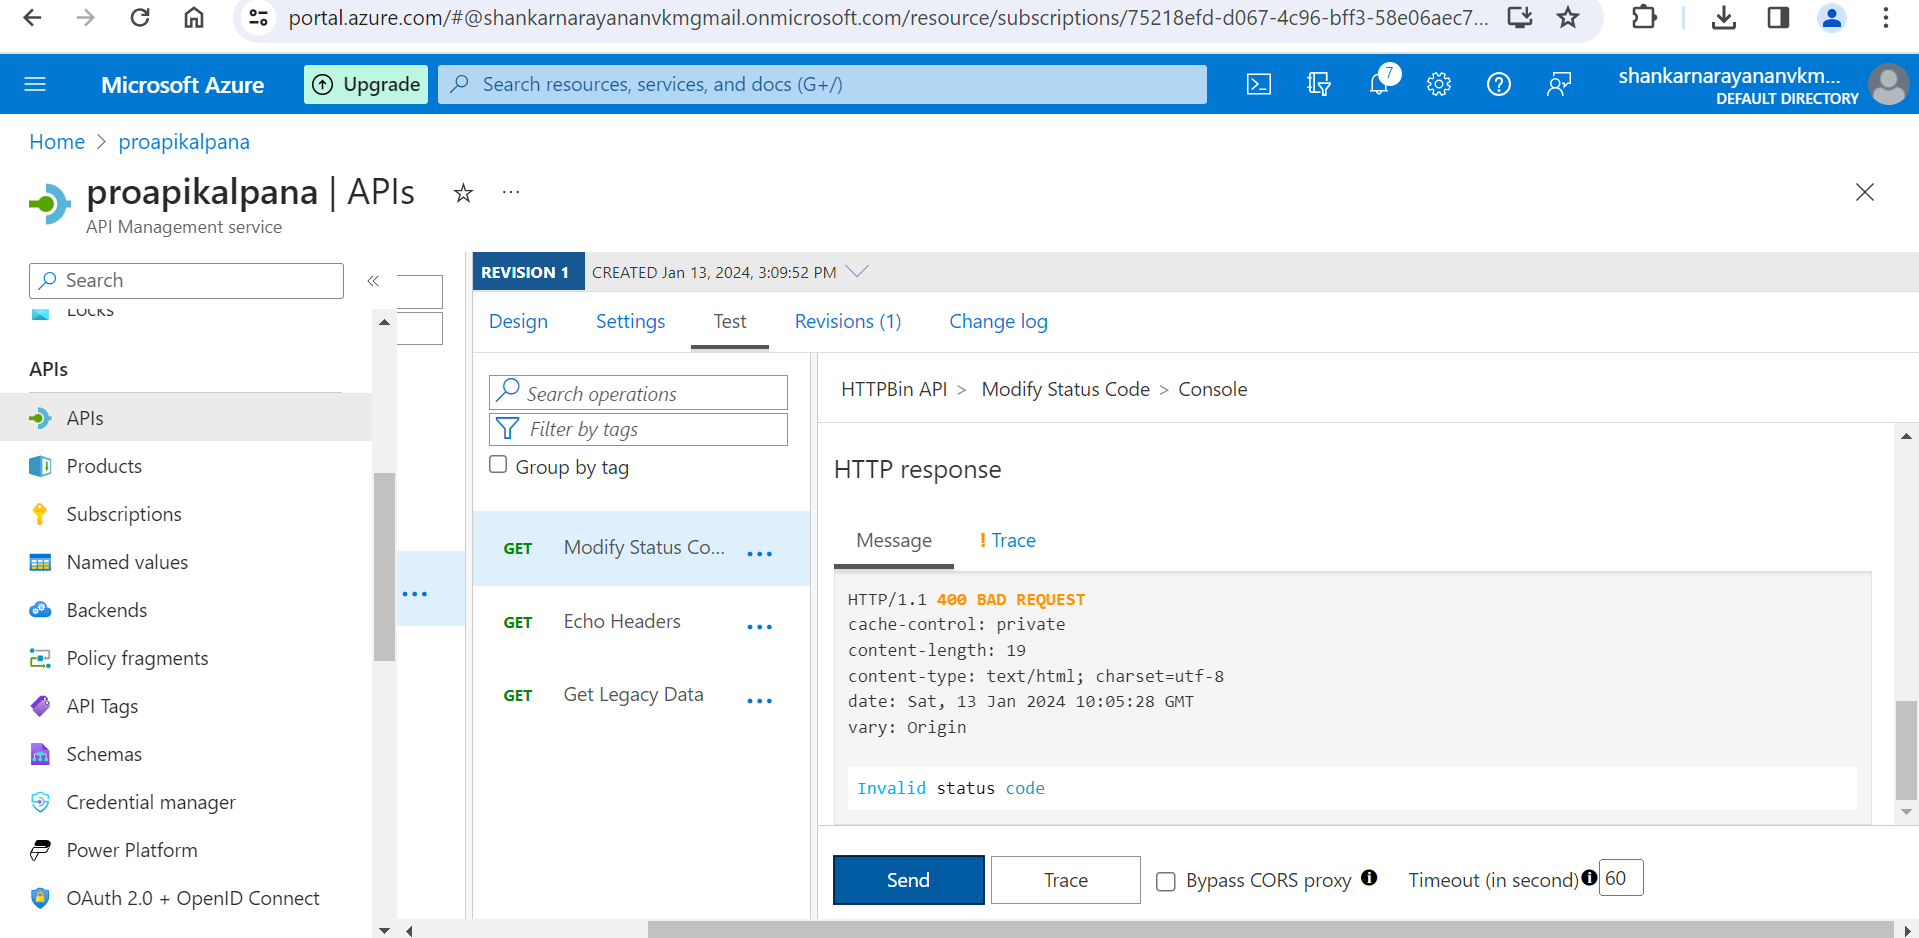 portal.azure.com/#@shankarnarayananvkmgmail.onmicrosoft.com/resource/subscriptions/75218efd-d067-4c96-bff3-58e06aec7...
Microsoft Azure
Upgrade
Search resources, services, and docs (G+/)
7
shankarnarayananvkm...
DEFAULT DIRECTORY
Home > proapikalpana
proapikalpana | APIs
...
API Management service
Search
«
Locks
APIs
APIs
Products
Subscriptions
Named values
Backends
Policy fragments
API Tags
Schemas
Credential manager
Power Platform
OAuth 2.0 + OpenID Connect
REVISION 1
CREATED Jan 13, 2024, 3:09:52 PM
Design
Settings
Test
Revisions (1)
Change log
Search operations
Filter by tags
Group by tag
GET Modify Status Co... ...
GET Echo Headers ...
GET Get Legacy Data ...
HTTPBin API > Modify Status Code > Console
HTTP response
Message
! Trace
HTTP/1.1 400 BAD REQUEST
cache-control: private
content-length: 19
content-type: text/html; charset=utf-8
date: Sat, 13 Jan 2024 10:05:28 GMT
vary: Origin
Invalid status code
Send
Trace
Bypass CORS proxy
Timeout (in second)
60